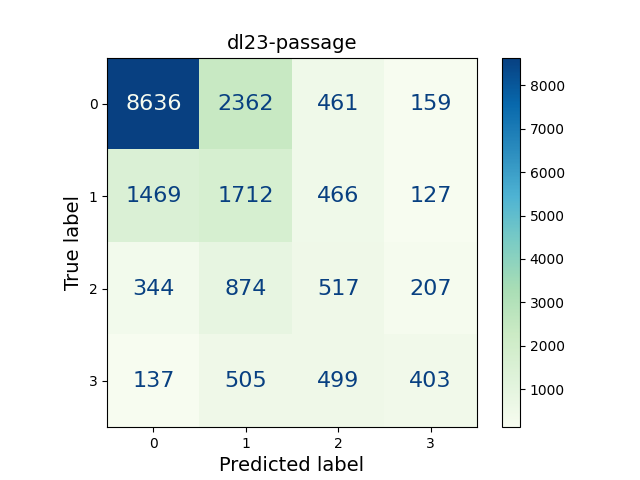 dl23-passage
True label
0 8636 2362 461 159
1 1469 1712 466 127
2 344 874 517 207
3 137 505 499 403
0 1 2 3
Predicted label
8000
7000
6000
5000
4000
3000
2000
1000